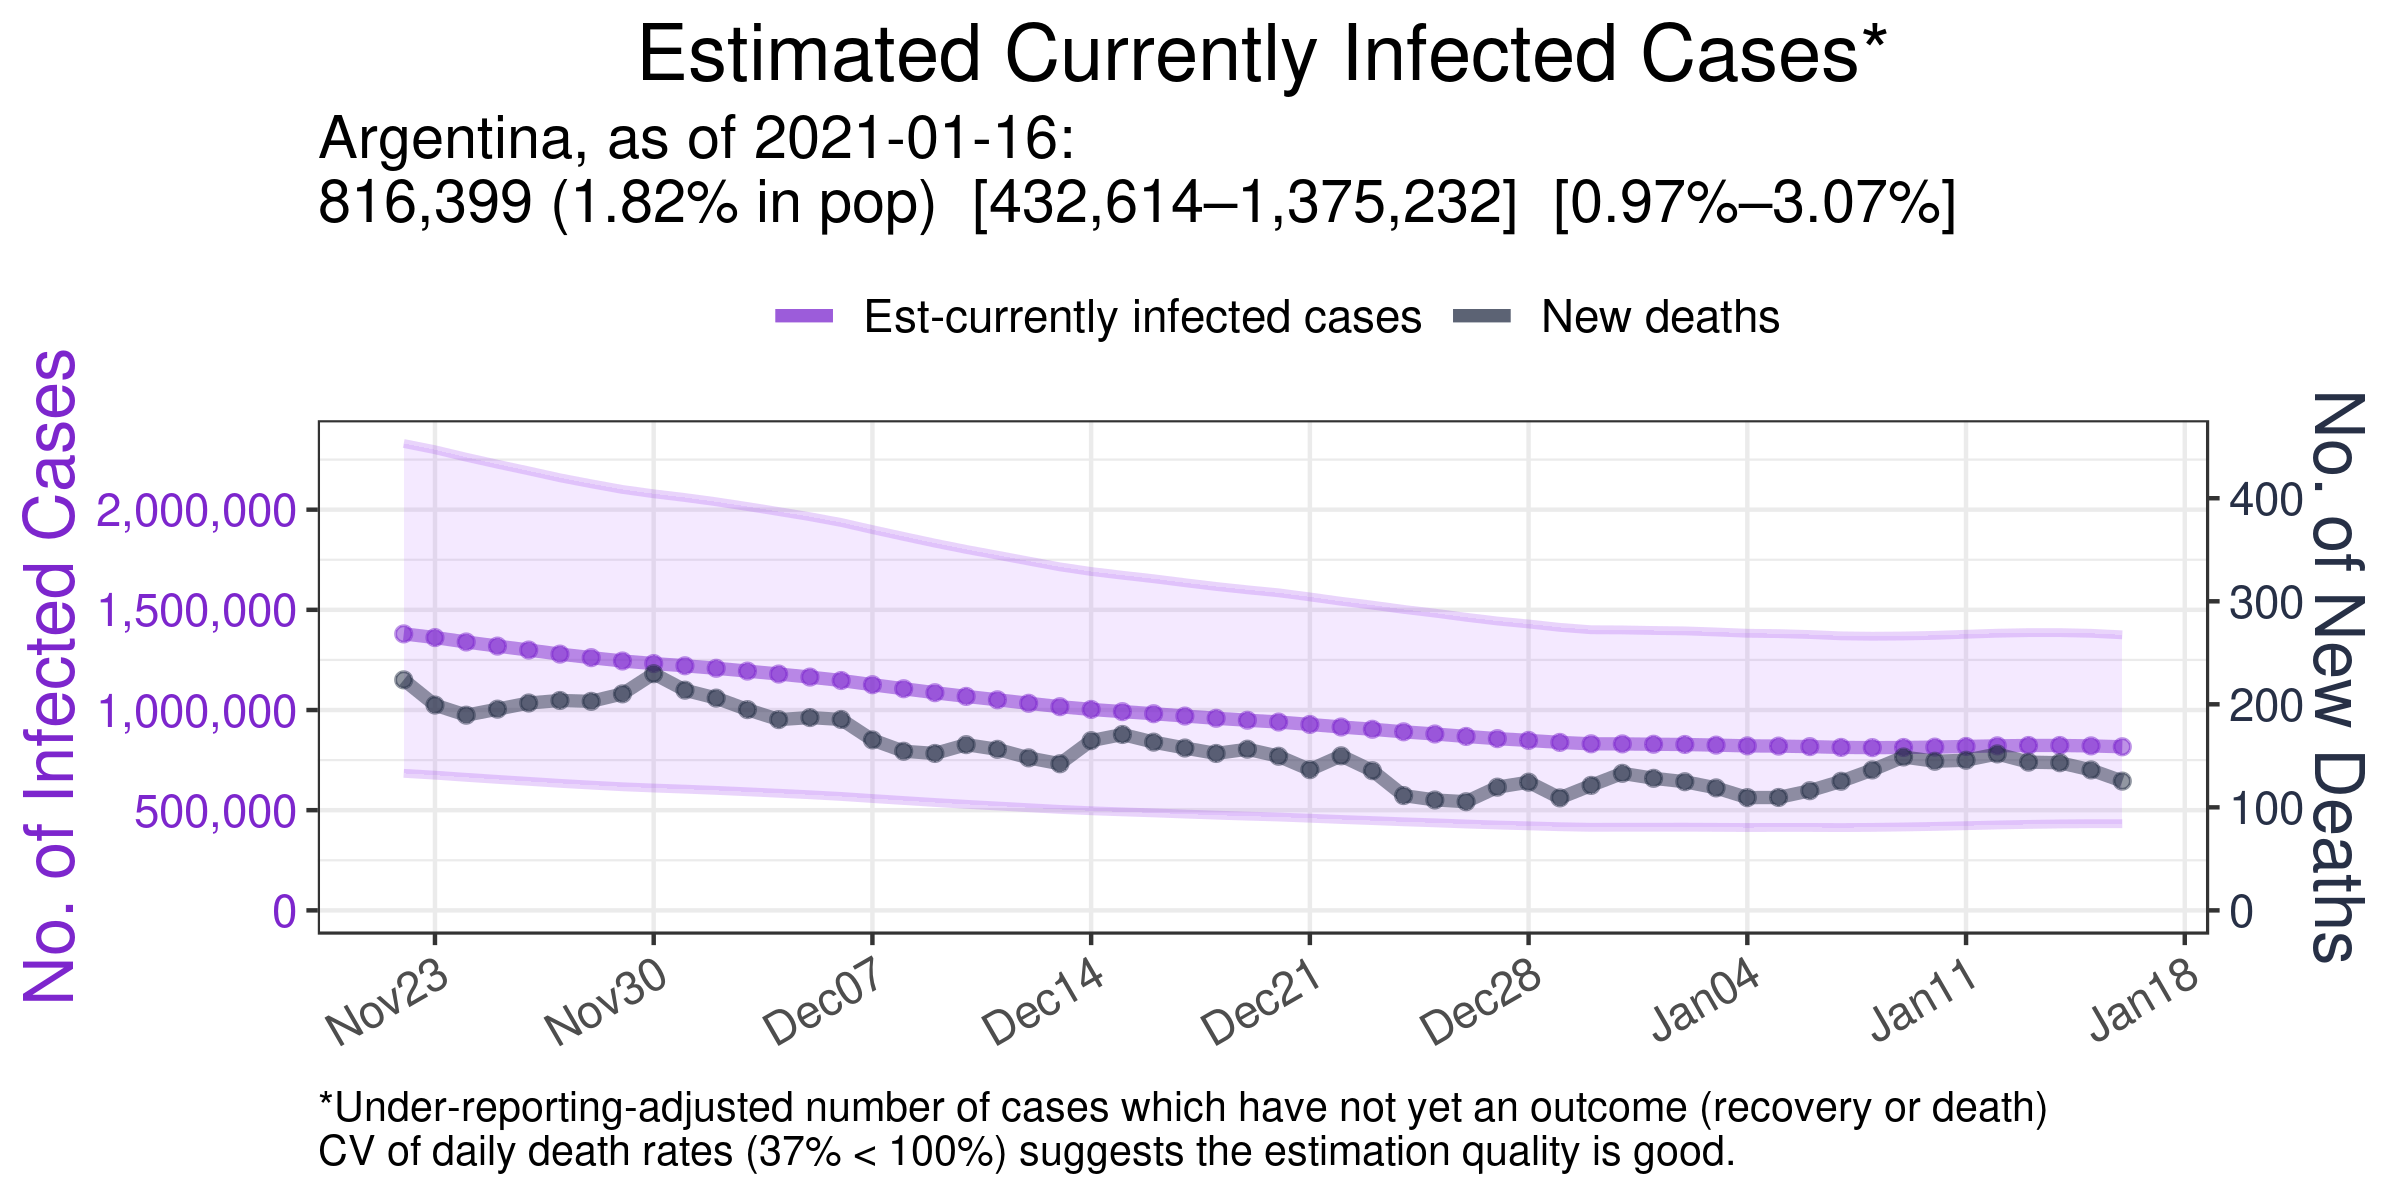 Estimated Currently Infected Cases*
Argentina, as of 2021-01-16:
816,399 (1.82% in pop)  [432,614–1,375,232]  [0.97%–3.07%]
Est-currently infected cases
New deaths
No. of Infected Cases
2,000,000
1,500,000
1,000,000
500,000
0
400
300
200
100
0
No. of New Deaths
Nov23
Nov30
Dec07
Dec14
Dec21
Dec28
Jan04
Jan11
Jan18
*Under-reporting-adjusted number of cases which have not yet an outcome (recovery or death)
CV of daily death rates (37% < 100%) suggests the estimation quality is good.